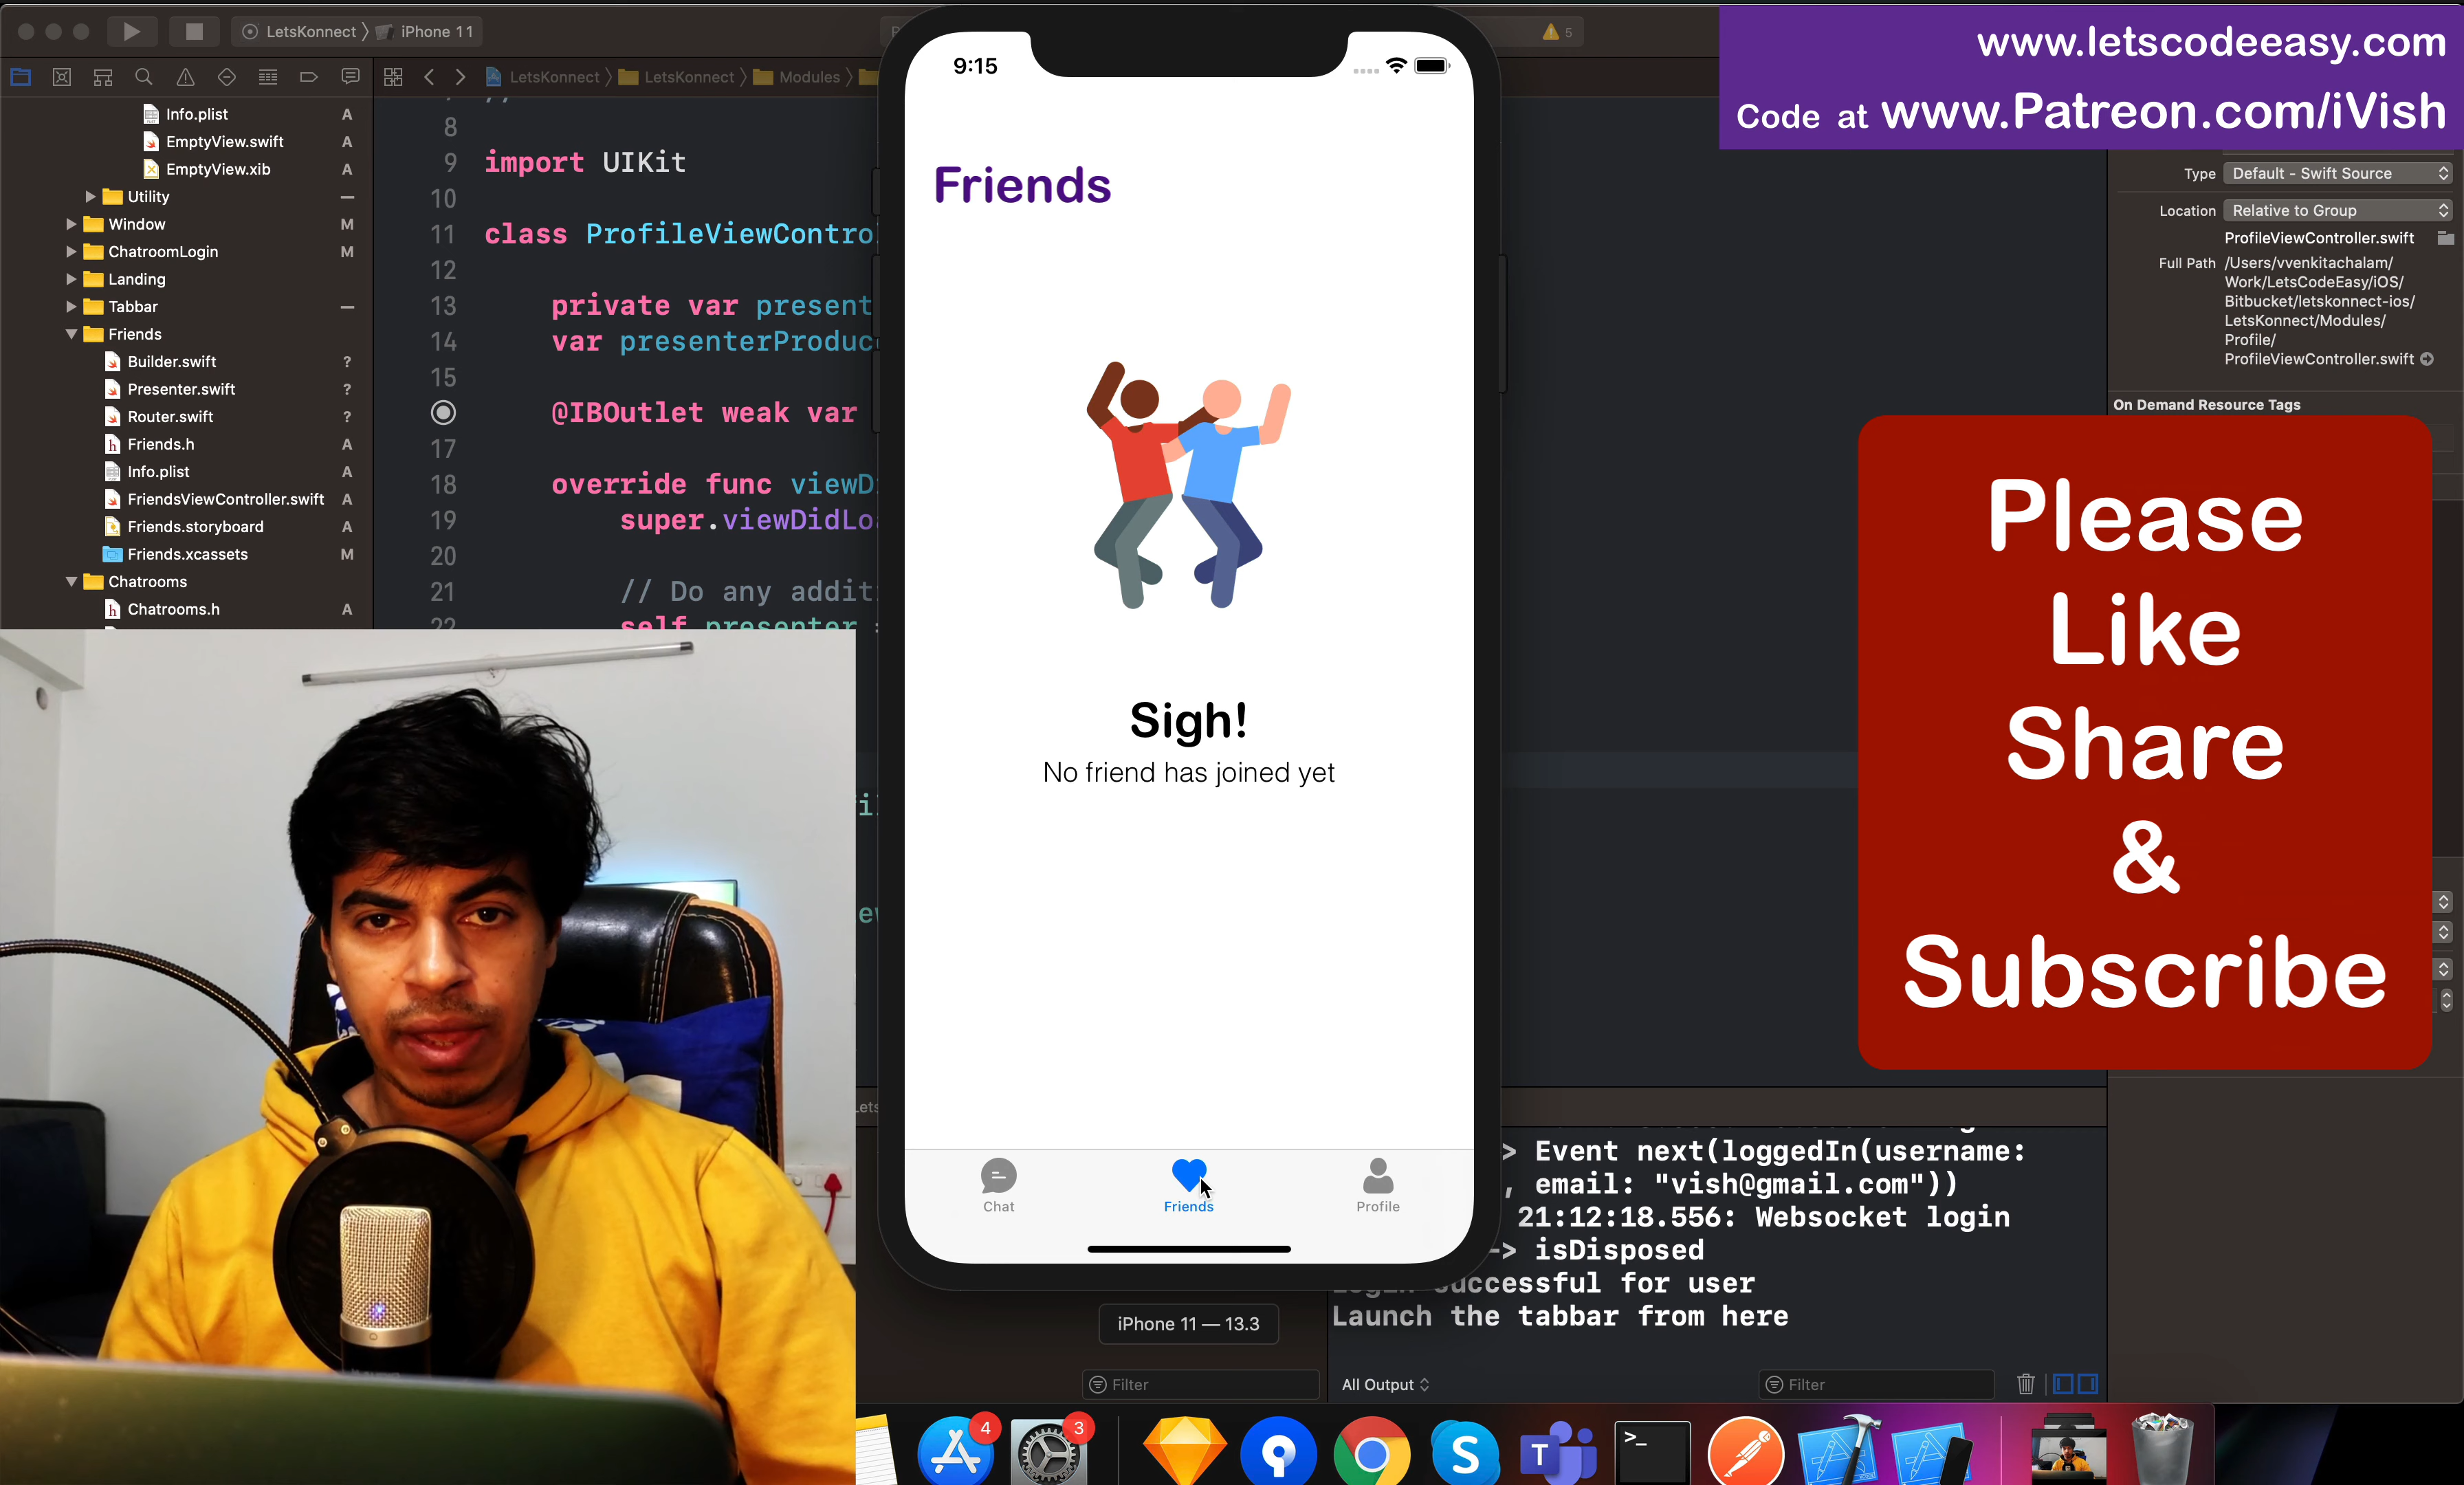 LetsKonnect
iPhone 11
5
www.letscodeeasy.com
Code at www.Patreon.com/iVish
LetsKonnect
LetsKonnect
Modules
Info.plist A
EmptyView.swift A
EmptyView.xib A
Utility
Window M
ChatroomLogin M
Landing
Tabbar
Friends
Builder.swift ?
Presenter.swift ?
Router.swift ?
Friends.h A
Info.plist A
FriendsViewController.swift A
Friends.storyboard A
Friends.xcassets M
Chatrooms
Chatrooms.h A
8
9 import UIKit
10
11 class ProfileViewContro
12
13 private var present
14 var presenterProduc
15
@IBOutlet weak var
17
18 override func viewD
19 super.viewDidLo
20
21 // Do any addit
22 self presenter =
9:15
Friends
Sigh!
No friend has joined yet
Chat
Friends
Profile
Type Default - Swift Source
Location Relative to Group
ProfileViewController.swift
Full Path /Users/vvenkitachalam/
Work/LetsCodeEasy/iOS/
Bitbucket/letskonnect-ios/
LetsKonnect/Modules/
Profile/
ProfileViewController.swift
On Demand Resource Tags
Please
Like
Share
&
Subscribe
> Event next(loggedIn(username:
, email: "vish@gmail.com"))
21:12:18.556: Websocket login
-> isDisposed
Login successful for user
Launch the tabbar from here
iPhone 11 — 13.3
Filter
All Output
Filter
4
3
S
T
>_